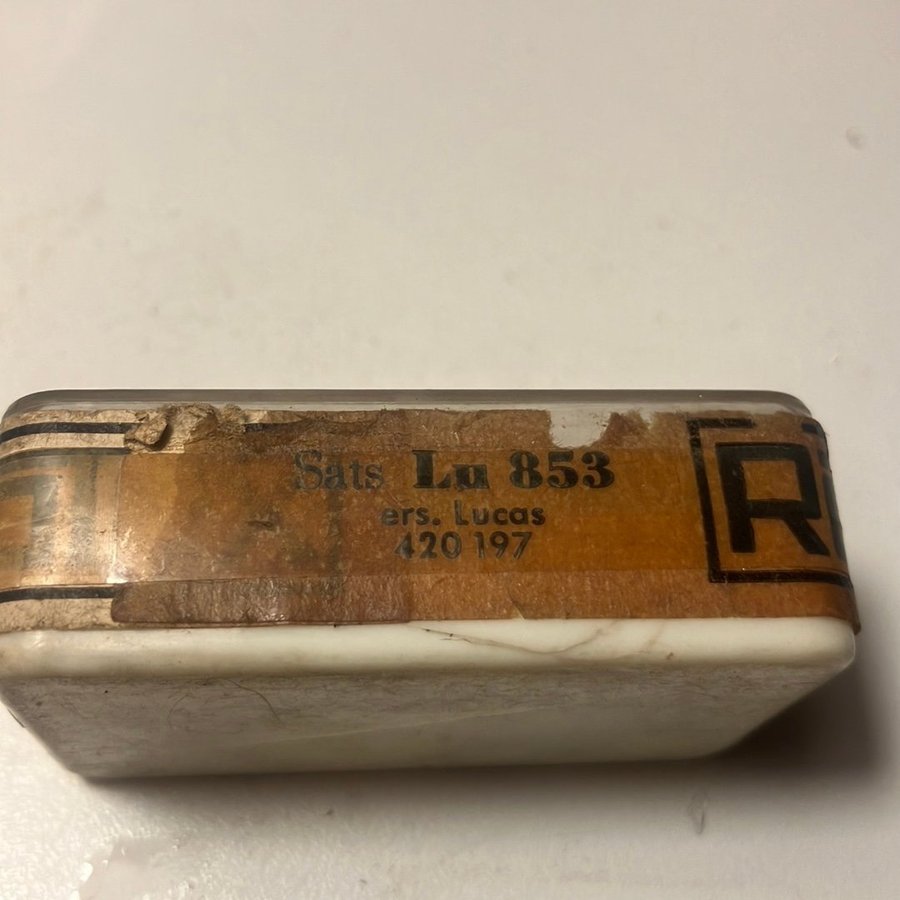 Sats Lu 853
ers. Lucas
420 197
R